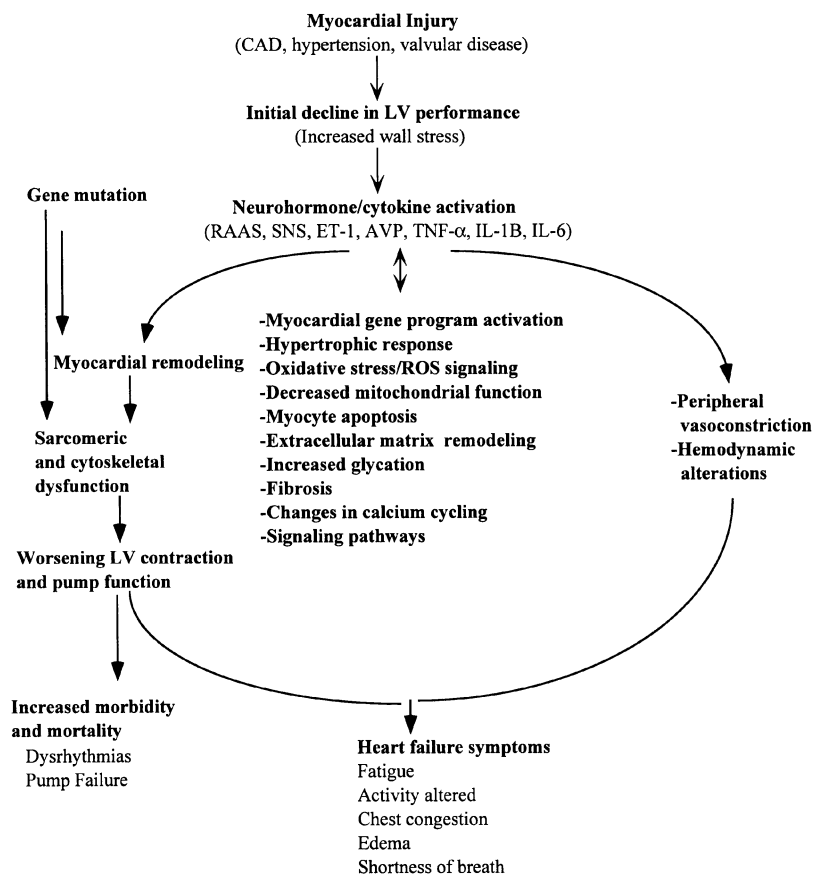 Myocardial Injury
(CAD, hypertension, valvular disease)
Initial decline in LV performance
(Increased wall stress)
Gene mutation
Neurohormone/cytokine activation
(RAAS, SNS, ET-1, AVP, TNF-α, IL-1B, IL-6)
Myocardial remodeling
Sarcomeric
and cytoskeletal
dysfunction
Worsening LV contraction
and pump function
Increased morbidity
and mortality
Dysrhythmias
Pump Failure
-Myocardial gene program activation
-Hypertrophic response
-Oxidative stress/ROS signaling
-Decreased mitochondrial function
-Myocyte apoptosis
-Extracellular matrix remodeling
-Increased glycation
-Fibrosis
-Changes in calcium cycling
-Signaling pathways
-Peripheral
vasoconstriction
-Hemodynamic
alterations
Heart failure symptoms
Fatigue
Activity altered
Chest congestion
Edema
Shortness of breath